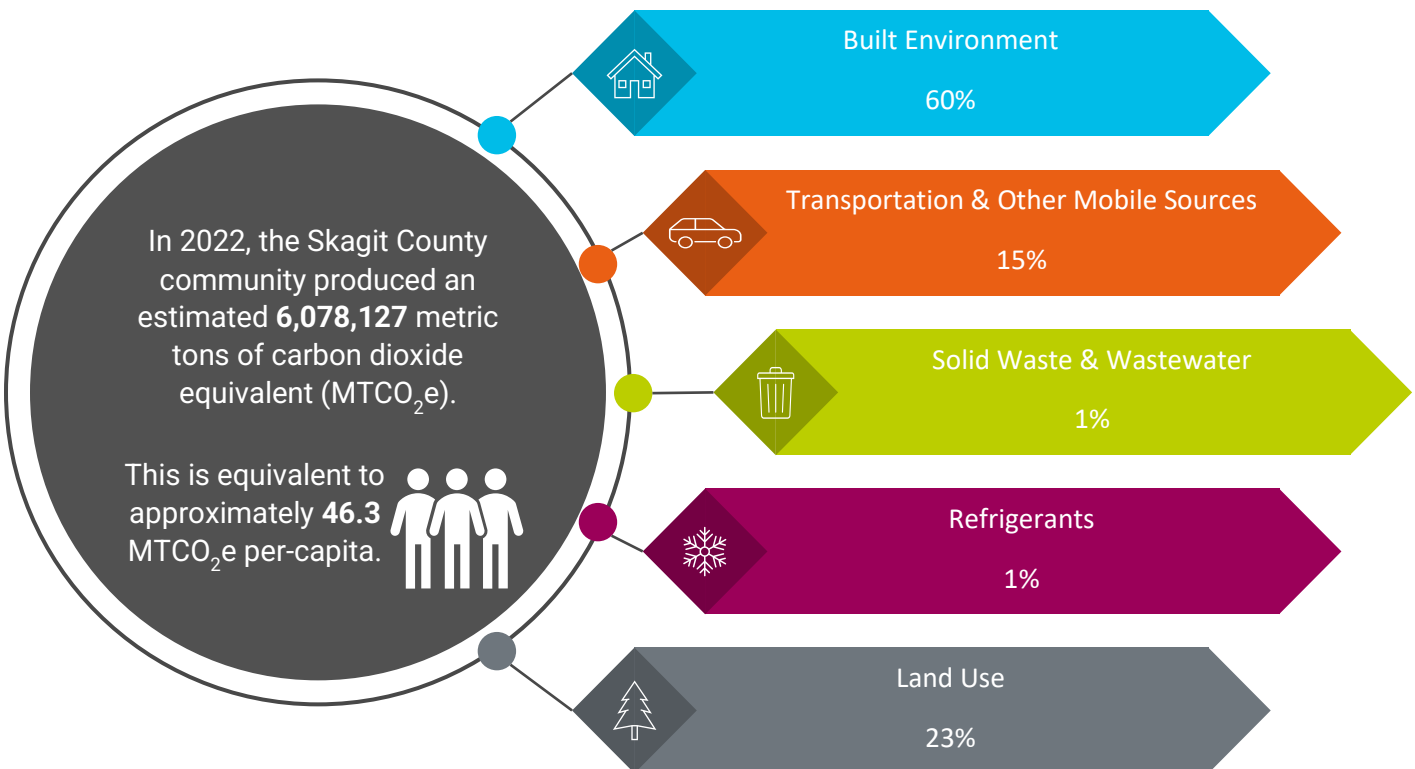 In 2022, the Skagit County
community produced an
estimated 6,078,127 metric
tons of carbon dioxide
equivalent (MTCO₂e).
This is equivalent to
approximately 46.3
MTCO₂e per-capita.
Built Environment
60%
Transportation & Other Mobile Sources
15%
Solid Waste & Wastewater
1%
Refrigerants
1%
Land Use
23%